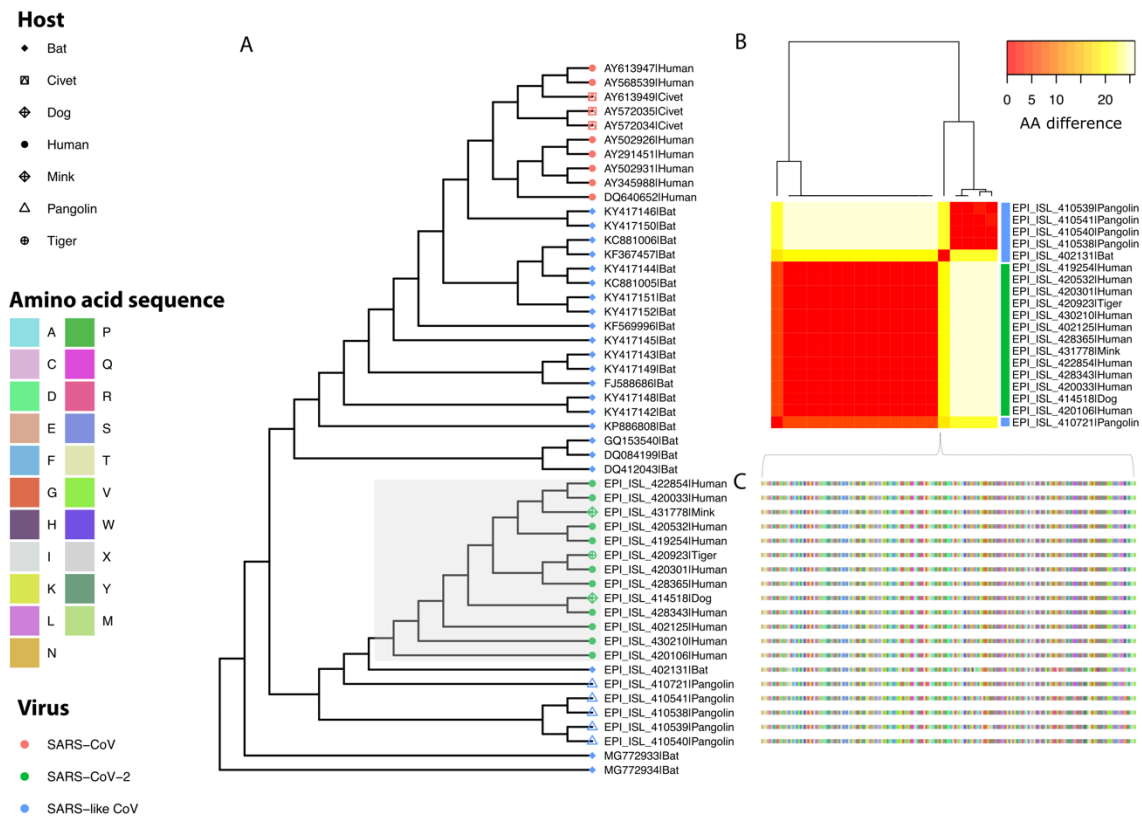 Host
Bat
Civet
Dog
Human
Mink
Pangolin
Tiger
Amino acid sequence
A P
C Q
D R
E S
F T
G V
H W
I X
K Y
L M
N
Virus
SARS-CoV
SARS-CoV-2
SARS-like CoV
A
AY613947|Human
AY568539|Human
AY613949|Civet
AY572035|Civet
AY572034|Civet
AY502926|Human
AY291451|Human
AY502931|Human
AY345988|Human
DQ640652|Human
KY417146|Bat
KY417150|Bat
KC881006|Bat
KF367457|Bat
KY417144|Bat
KC881005|Bat
KY417151|Bat
KY417152|Bat
KF569996|Bat
KY417145|Bat
KY417143|Bat
KY417149|Bat
FJ588686|Bat
KY417148|Bat
KY417142|Bat
KP886808|Bat
GQ153540|Bat
DQ084199|Bat
DQ412043|Bat
EPI_ISL_422854|Human
EPI_ISL_420033|Human
EPI_ISL_431778|Mink
EPI_ISL_420532|Human
EPI_ISL_419254|Human
EPI_ISL_420923|Tiger
EPI_ISL_420301|Human
EPI_ISL_428365|Human
EPI_ISL_414518|Dog
EPI_ISL_428343|Human
EPI_ISL_402125|Human
EPI_ISL_430210|Human
EPI_ISL_420106|Human
EPI_ISL_402131|Bat
EPI_ISL_410721|Pangolin
EPI_ISL_410541|Pangolin
EPI_ISL_410538|Pangolin
EPI_ISL_410539|Pangolin
EPI_ISL_410540|Pangolin
MG772933|Bat
MG772934|Bat
B
0 5 10 20
AA difference
EPI_ISL_410539|Pangolin
EPI_ISL_410541|Pangolin
EPI_ISL_410540|Pangolin
EPI_ISL_410538|Pangolin
EPI_ISL_402131|Bat
EPI_ISL_419254|Human
EPI_ISL_420532|Human
EPI_ISL_420301|Human
EPI_ISL_420923|Tiger
EPI_ISL_430210|Human
EPI_ISL_402125|Human
EPI_ISL_428365|Human
EPI_ISL_431778|Mink
EPI_ISL_422854|Human
EPI_ISL_428343|Human
EPI_ISL_420033|Human
EPI_ISL_414518|Dog
EPI_ISL_420106|Human
EPI_ISL_410721|Pangolin
C